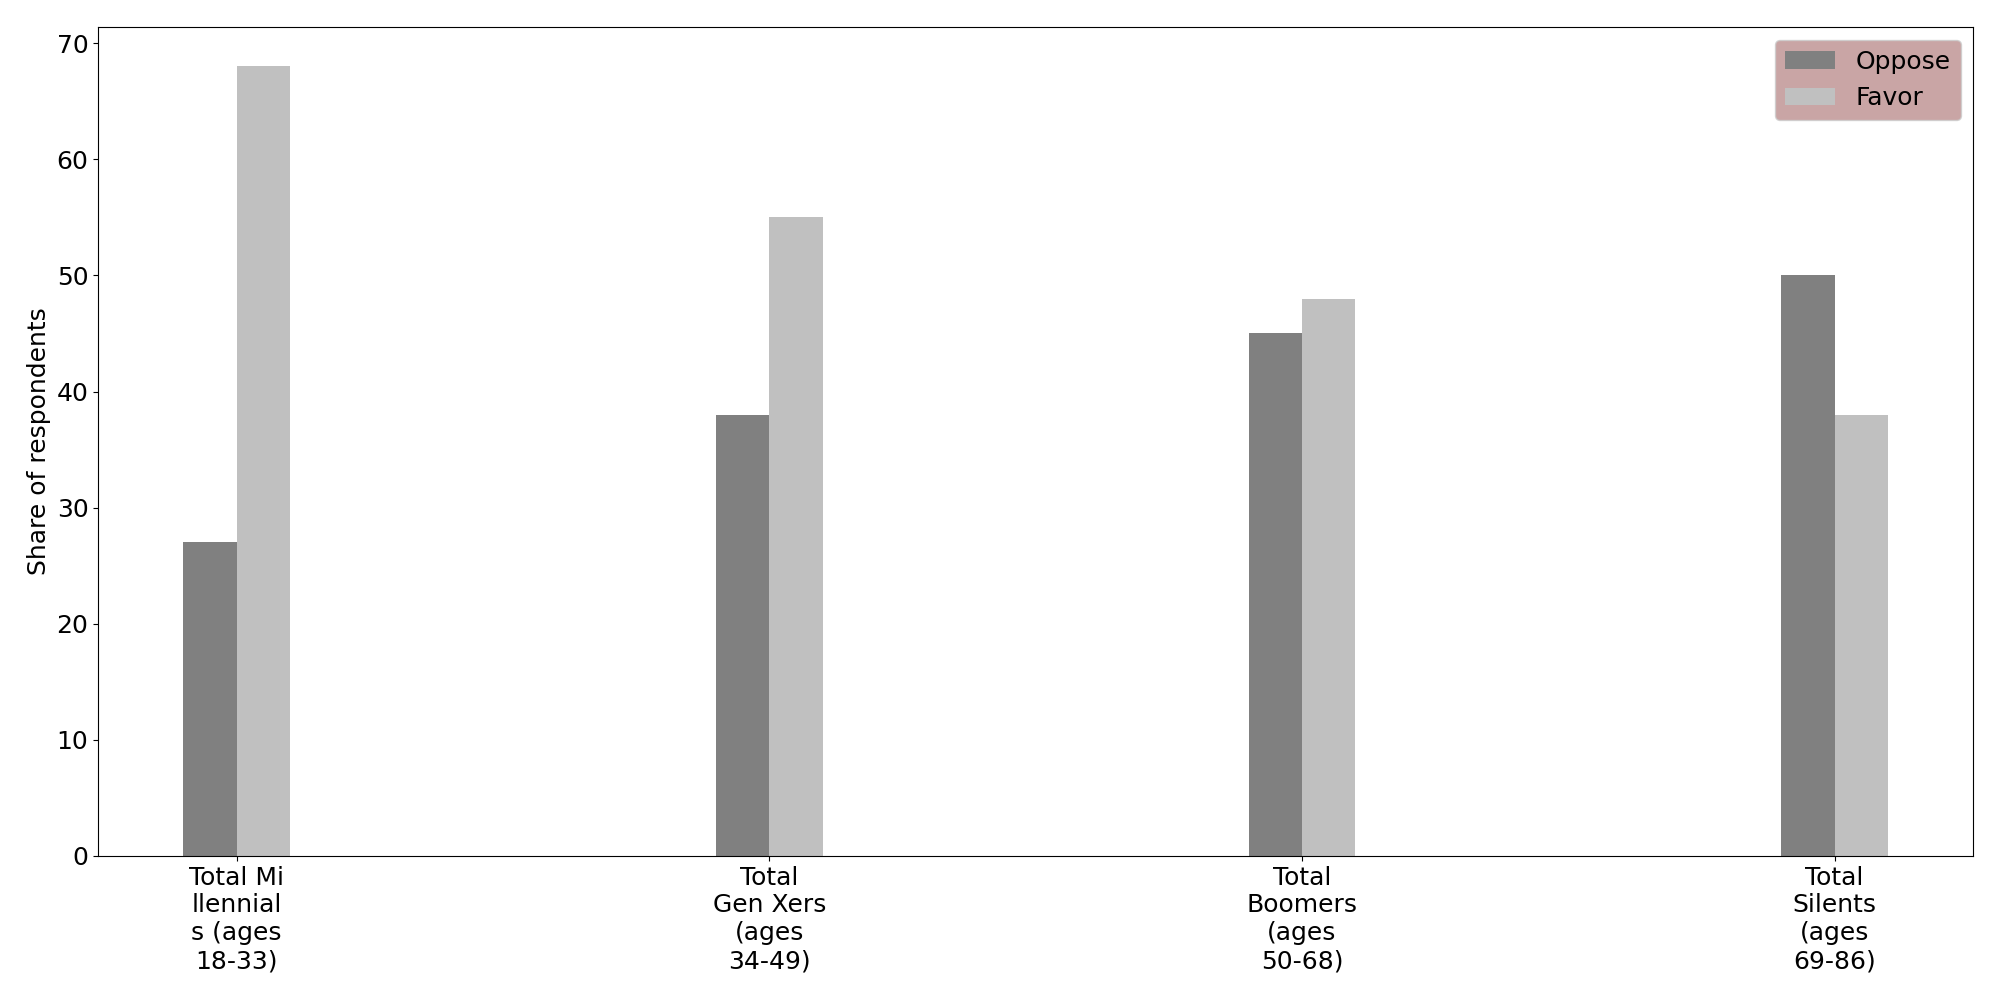 70
60
50
40
30
20
10
0
Share of respondents
Oppose
Favor
Total Mi
llennial
s (ages
18-33)
Total
Gen Xers
(ages
34-49)
Total
Boomers
(ages
50-68)
Total
Silents
(ages
69-86)